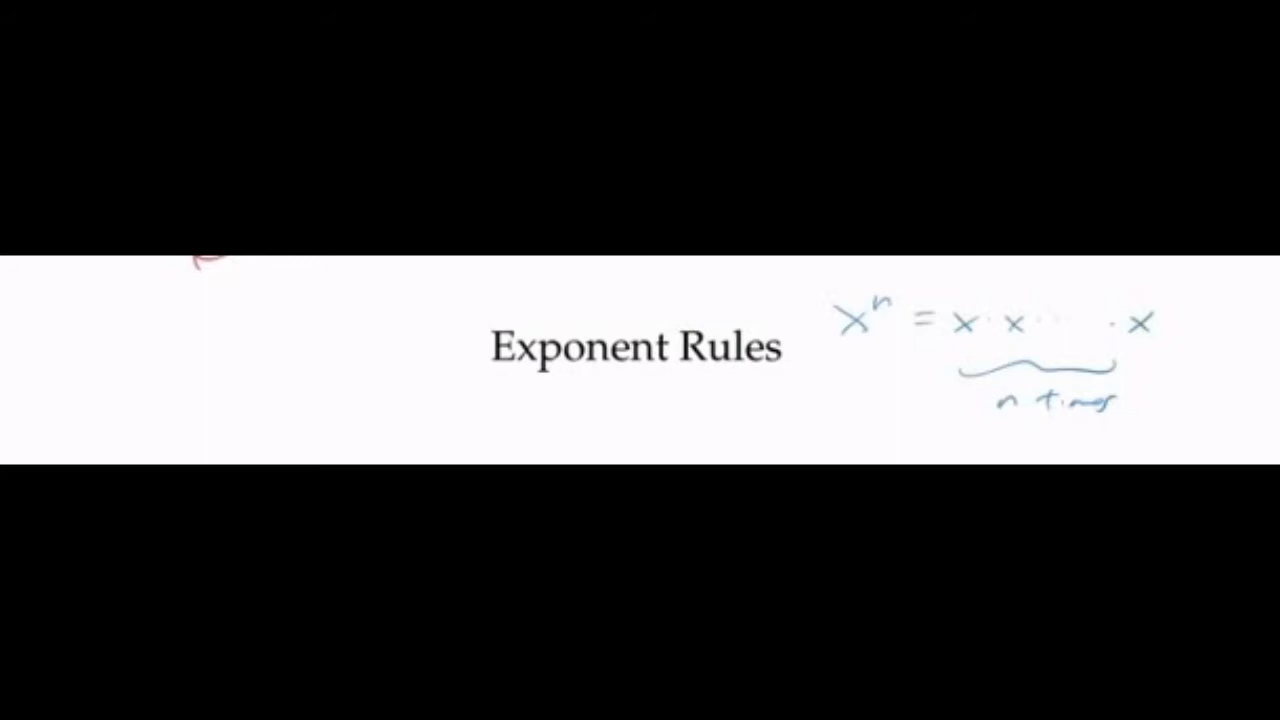 Exponent Rules
xⁿ = x · x · · · · x
n times